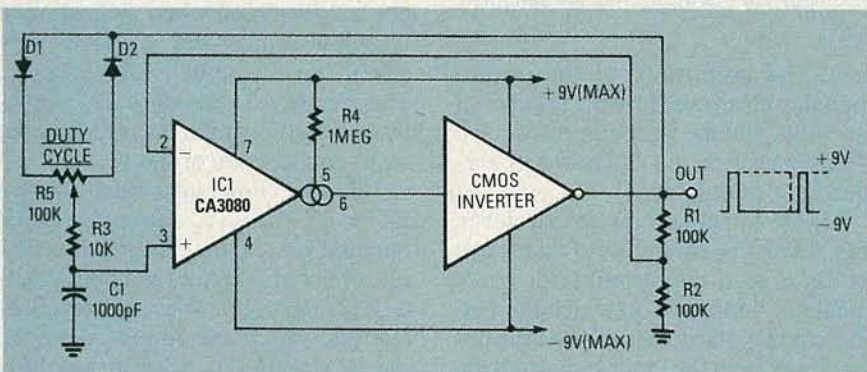 D1
D2
DUTY
CYCLE
R5
100K
R3
10K
C1
1000pF
2
−
3
+
IC1
CA3080
7
4
R4
1MEG
5
6
+9V(MAX)
CMOS
INVERTER
−9V(MAX)
OUT
+9V
−9V
R1
100K
R2
100K